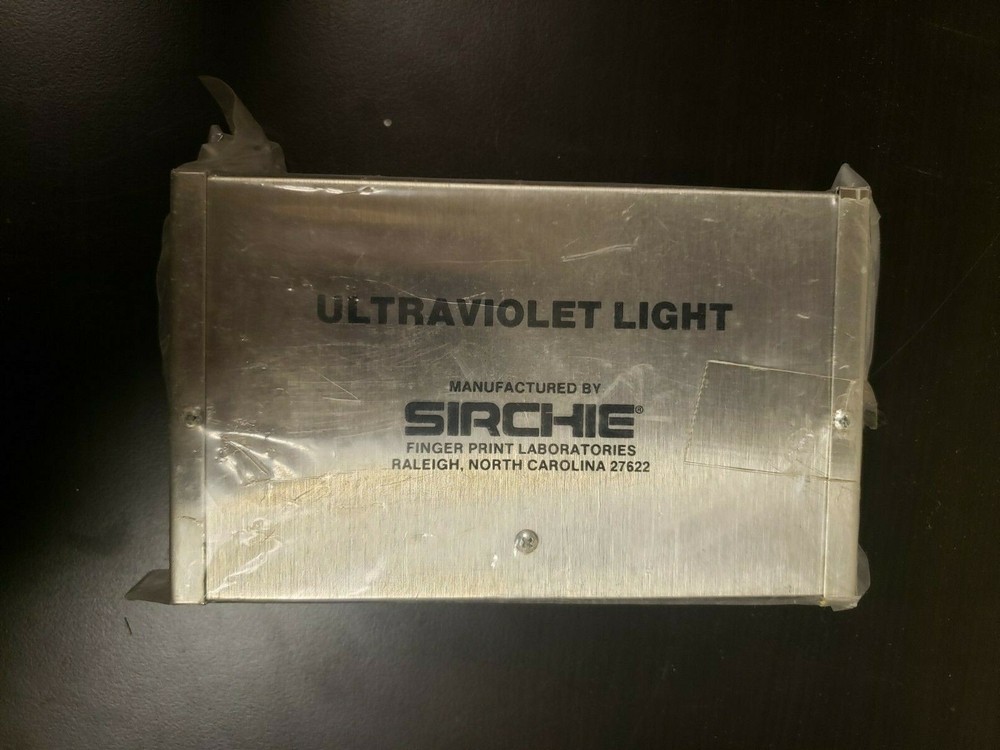 ULTRAVIOLET LIGHT
MANUFACTURED BY
SIRCHIE®
FINGER PRINT LABORATORIES
RALEIGH, NORTH CAROLINA 27622